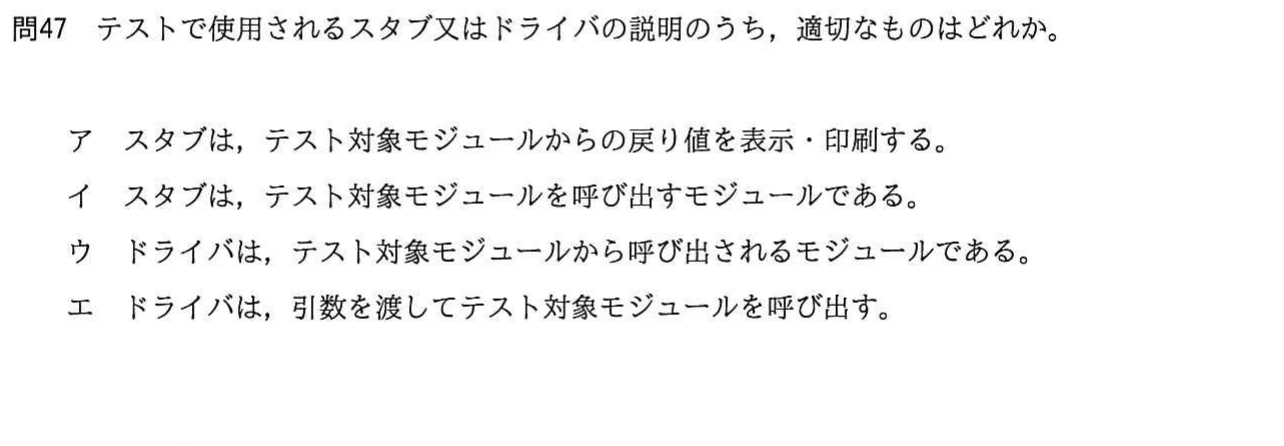 問47 テストで使用されるスタブ又はドライバの説明のうち，適切なものはどれか。
ア スタブは，テスト対象モジュールからの戻り値を表示・印刷する。
イ スタブは，テスト対象モジュールを呼び出すモジュールである。
ウ ドライバは，テスト対象モジュールから呼び出されるモジュールである。
エ ドライバは，引数を渡してテスト対象モジュールを呼び出す。